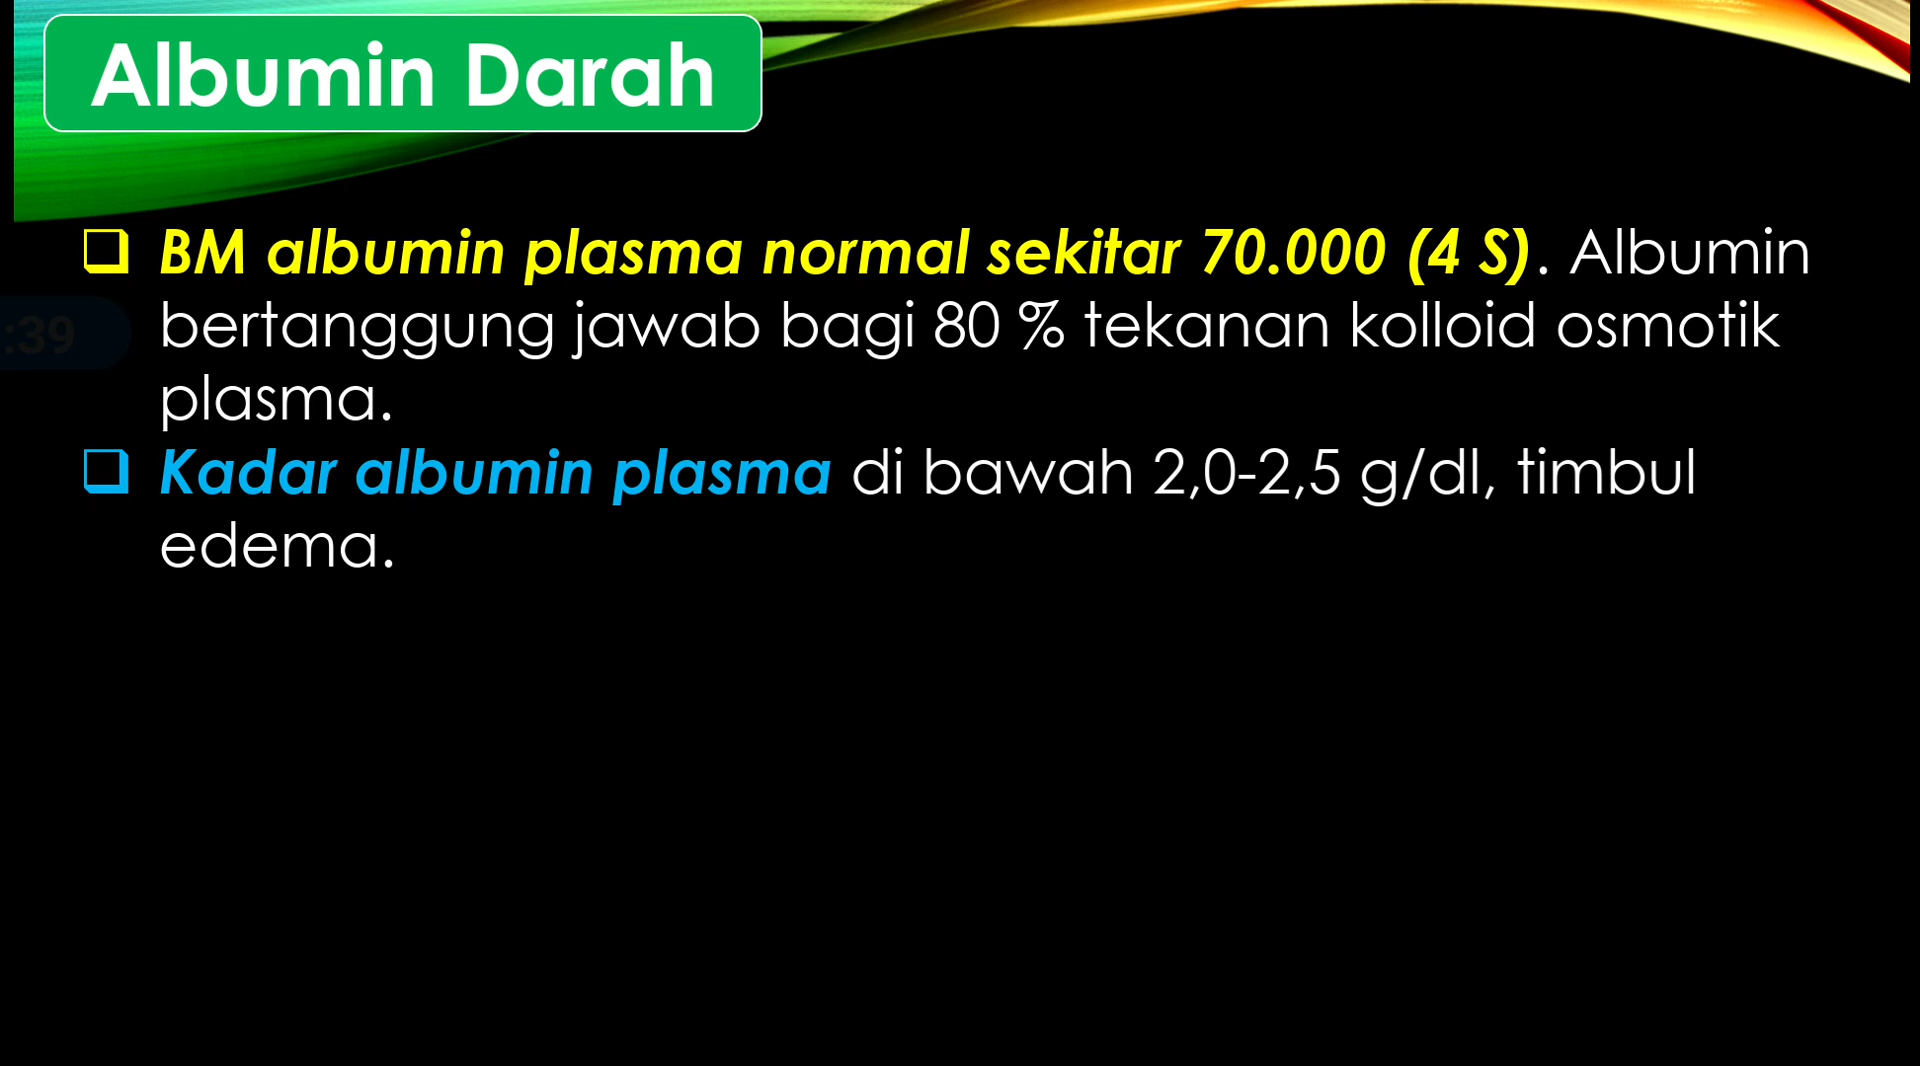 Albumin Darah
BM albumin plasma normal sekitar 70.000 (4 S). Albumin
:39
bertanggung jawab bagi 80 % tekanan kolloid osmotik
plasma.
Kadar albumin plasma di bawah 2,0-2,5 g/dl, timbul
edema.